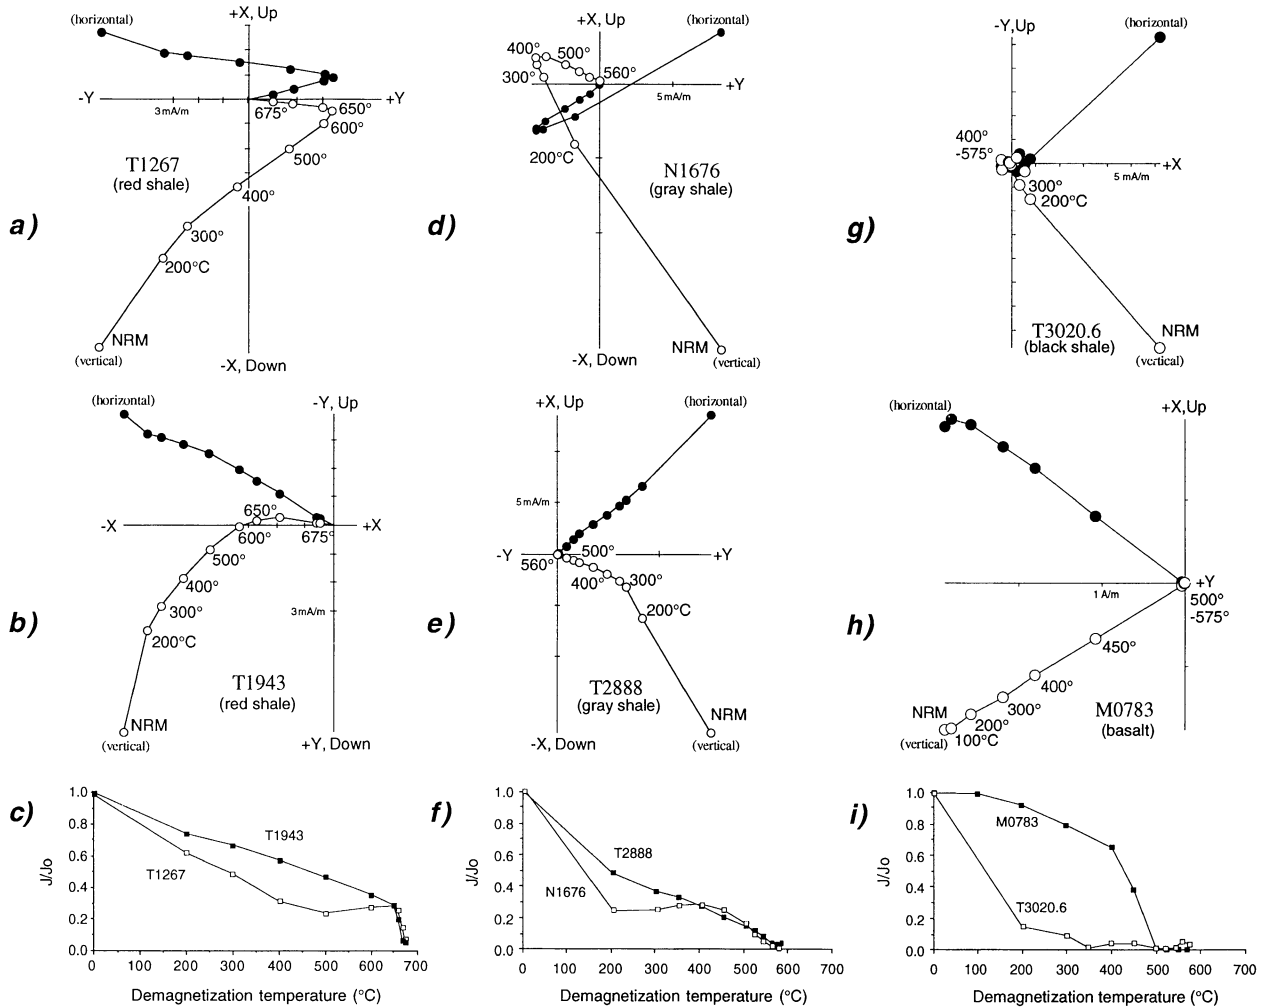 a)
(horizontal)
+X, Up
-Y
+Y
3 mA/m
675°
650°
600°
500°
400°
300°
200°C
T1267
(red shale)
NRM
(vertical)
-X, Down
d)
+X, Up
(horizontal)
400°
500°
560°
300°
+Y
5 mA/m
200°C
N1676
(gray shale)
NRM
(vertical)
-X, Down
g)
-Y, Up
(horizontal)
400°
-575°
+X
5 mA/m
300°
200°C
T3020.6
(black shale)
NRM
(vertical)
b)
(horizontal)
-Y, Up
-X
+X
650°
600°
675°
500°
400°
300°
200°C
3 mA/m
T1943
(red shale)
NRM
(vertical)
+Y, Down
e)
+X, Up
(horizontal)
5 mA/m
-Y
+Y
500°
560°
400°
300°
200°C
T2888
(gray shale)
NRM
(vertical)
-X, Down
h)
(horizontal)
+X, Up
+Y
1 A/m
500°
-575°
450°
400°
300°
200°
100°C
NRM
(vertical)
M0783
(basalt)
c)
J/Jo
1.0
0.8
0.6
0.4
0.2
0.0
T1943
T1267
0 100 200 300 400 500 600 700
Demagnetization temperature (°C)
f)
J/Jo
1.0
0.8
0.6
0.4
0.2
0.0
T2888
N1676
0 100 200 300 400 500 600 700
Demagnetization temperature (°C)
i)
J/Jo
1.0
0.8
0.6
0.4
0.2
0.0
M0783
T3020.6
0 100 200 300 400 500 600 700
Demagnetization temperature (°C)